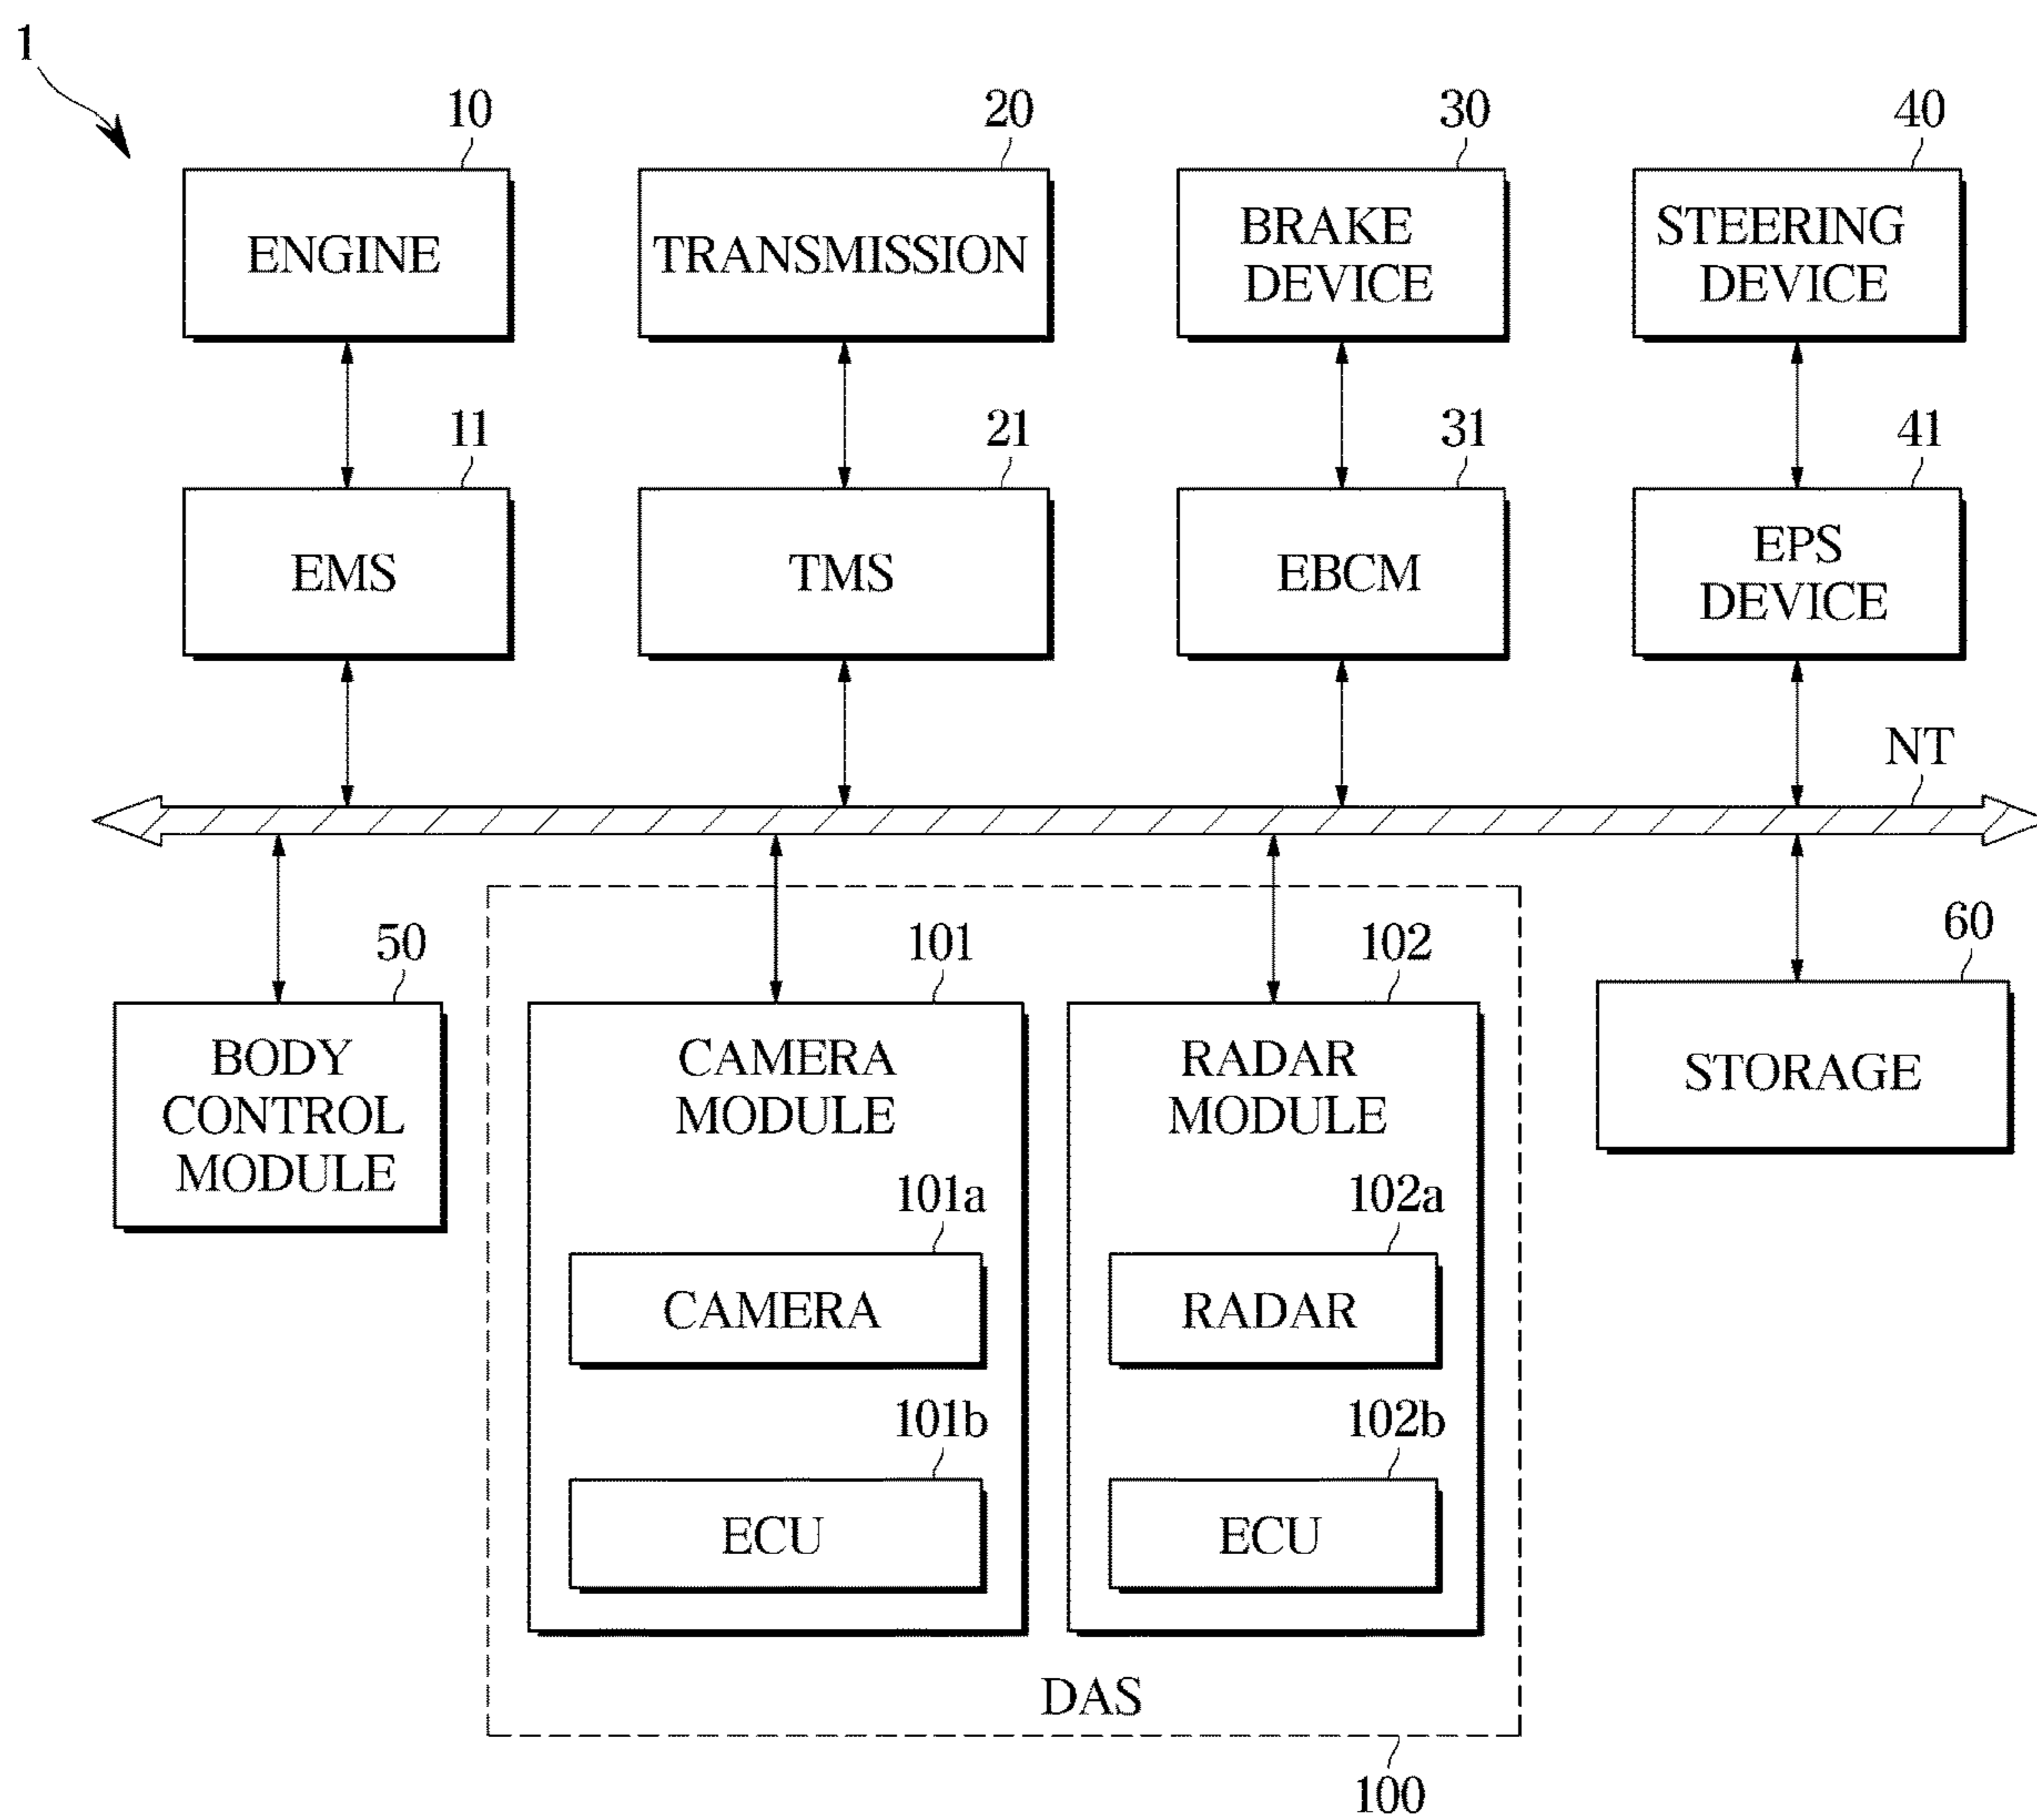 1
10
20
30
40
ENGINE
TRANSMISSION
BRAKE
DEVICE
STEERING
DEVICE
11
21
31
41
EMS
TMS
EBCM
EPS
DEVICE
NT
50
101
102
60
BODY
CONTROL
MODULE
CAMERA
MODULE
RADAR
MODULE
STORAGE
101a
102a
CAMERA
RADAR
101b
102b
ECU
ECU
DAS
100